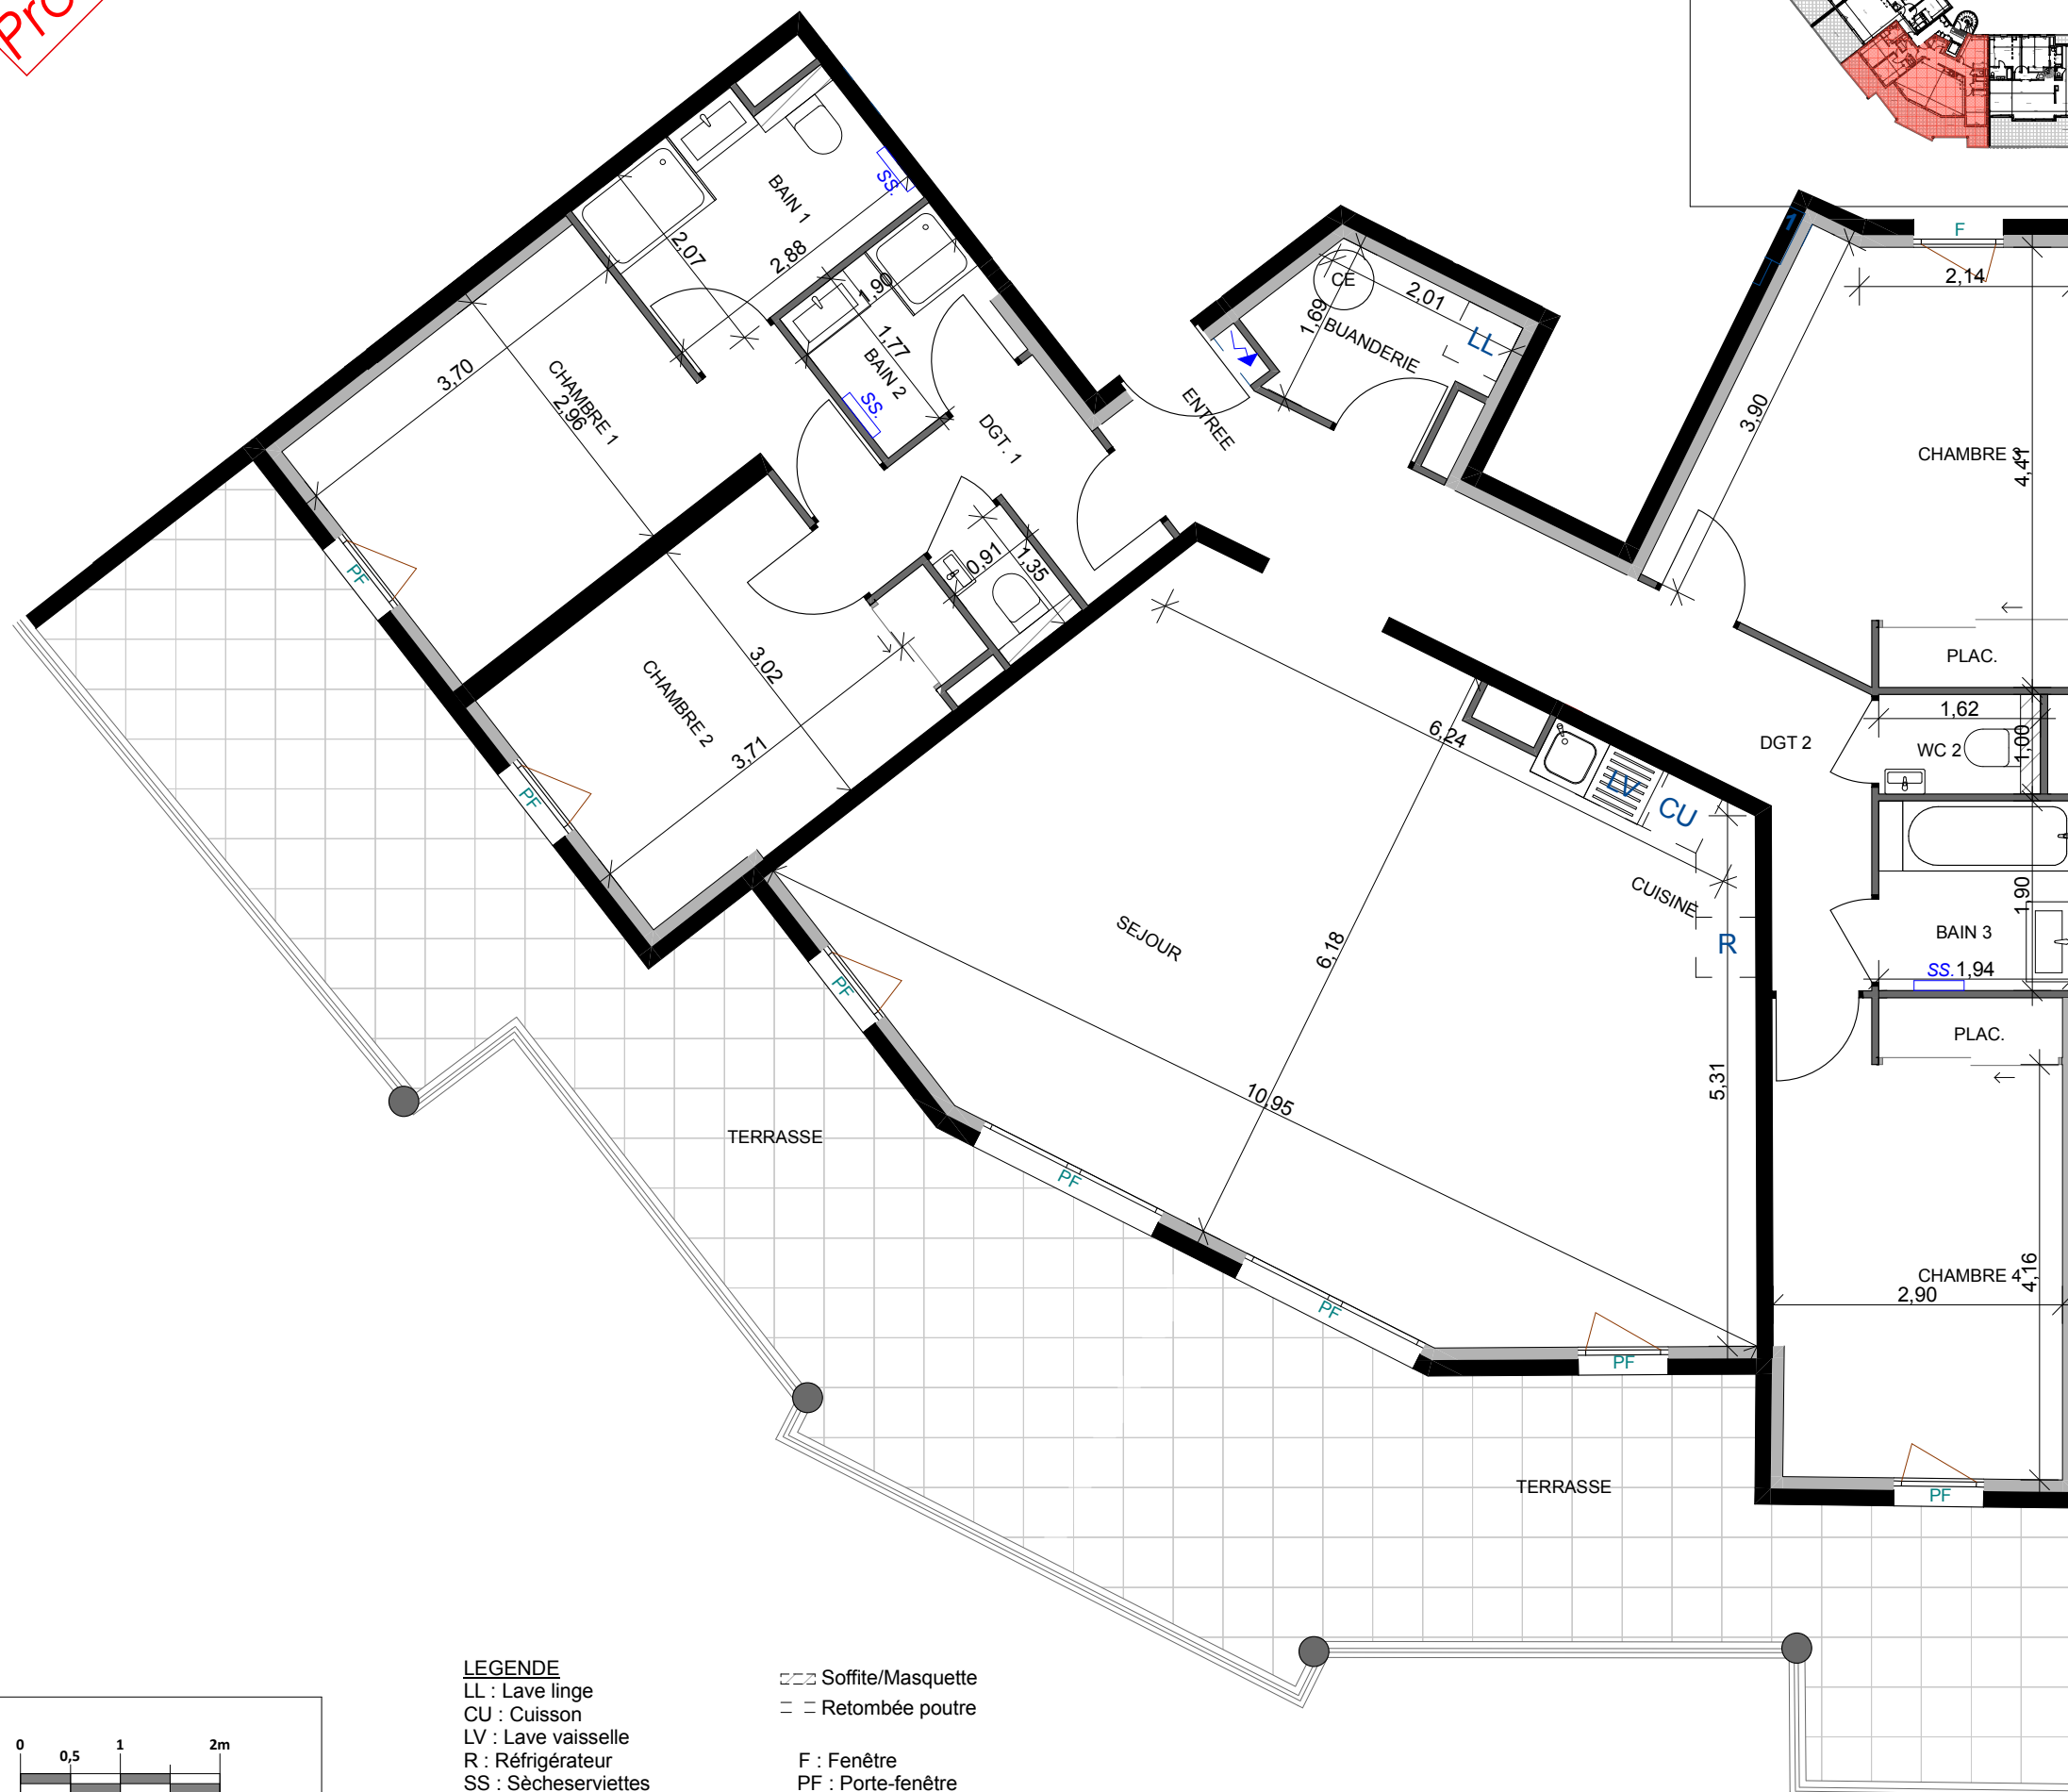 BAIN 1
SS.
2,07
2,88
1,90
1,77
BAIN 2
SS.
3,70
CHAMBRE 1
2,96
DGT. 1
ENTREE
CE
2,01
1,69
BUANDERIE
LL
1
F
2,14
3,90
CHAMBRE 3
4,41
PLAC.
PF
0,91
1,35
3,02
CHAMBRE 2
3,71
PF
6,24
LV
CU
CUISINE
R
DGT 2
1,62
WC 2
1,00
1,90
BAIN 3
SS.
1,94
PLAC.
SEJOUR
6,18
PF
10,95
5,31
TERRASSE
PF
PF
PF
CHAMBRE 4
4,16
2,90
PF
TERRASSE
LEGENDE
LL : Lave linge
CU : Cuisson
LV : Lave vaisselle
R : Réfrigérateur
SS : Sècheserviettes
Soffite/Masquette
Retombée poutre
F : Fenêtre
PF : Porte-fenêtre
0
0,5
1
2m